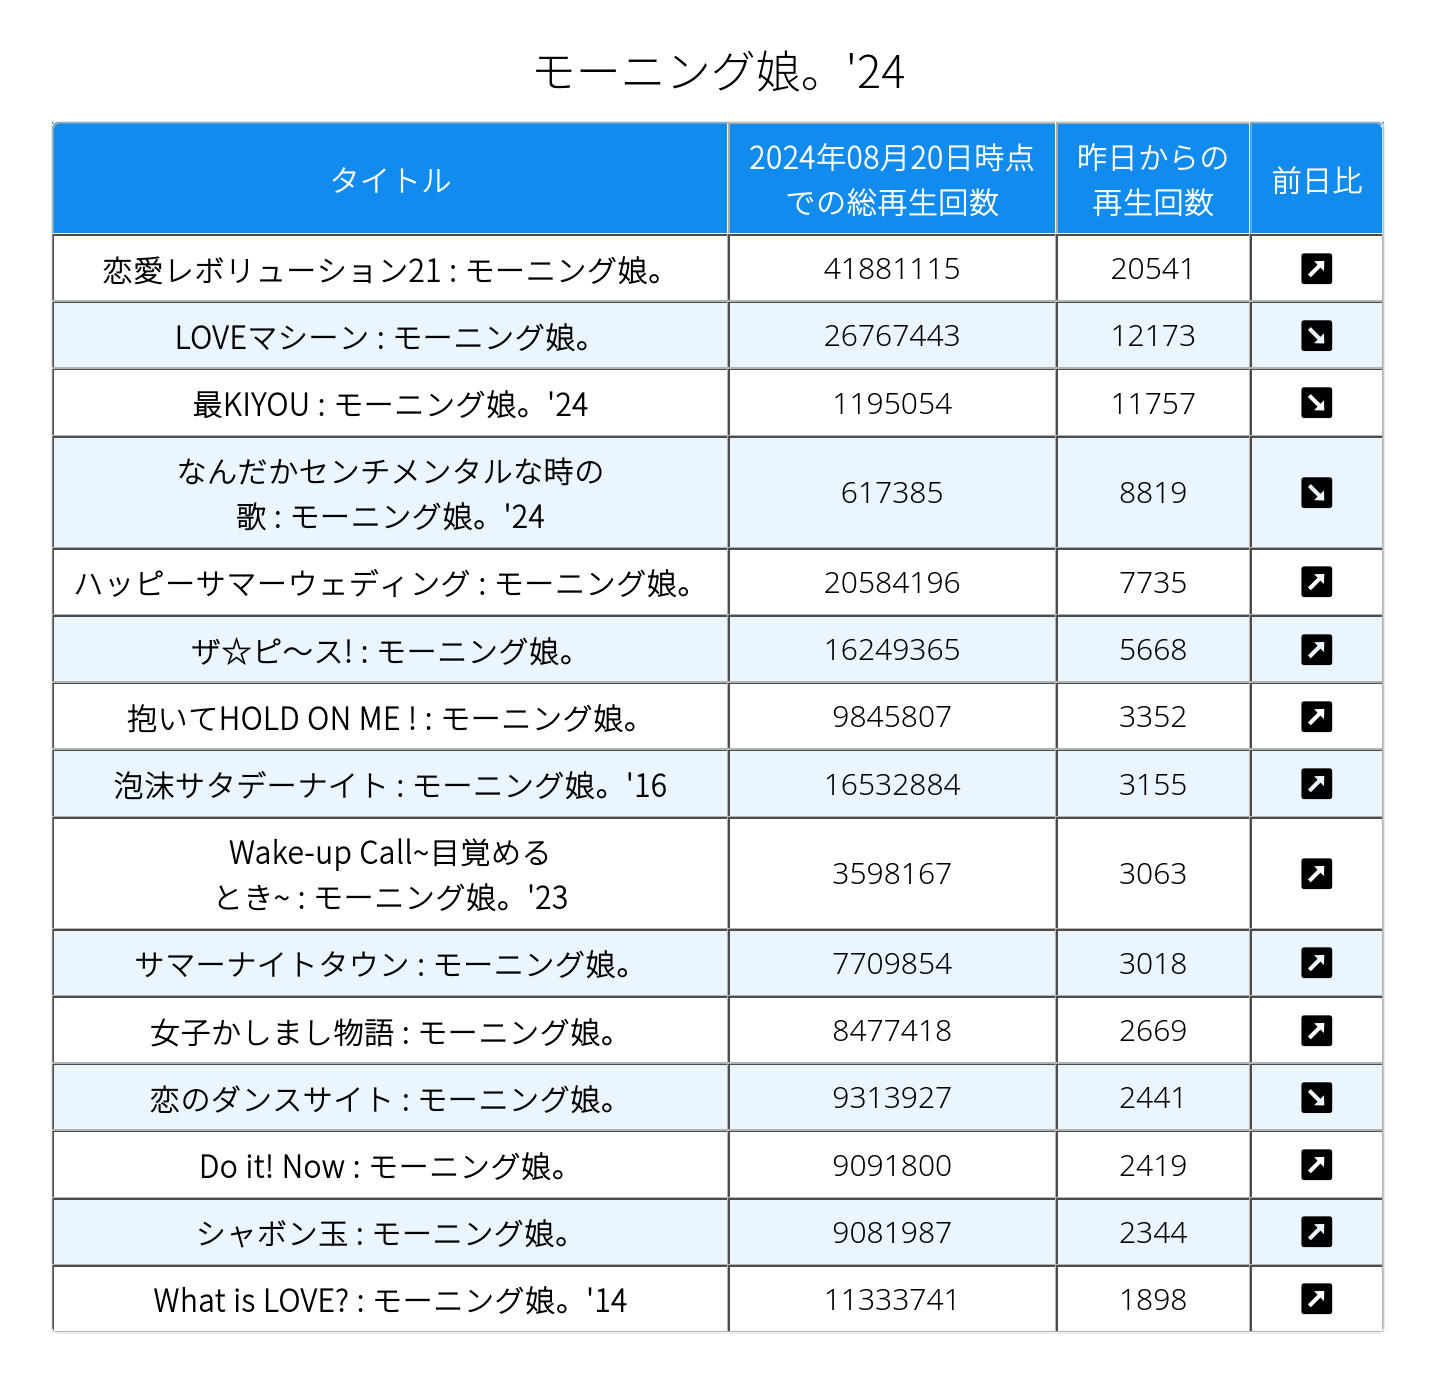 モーニング娘。'24
タイトル
2024年08月20日時点
での総再生回数
昨日からの
再生回数
前日比
恋愛レボリューション21 : モーニング娘。
41881115
20541
LOVEマシーン : モーニング娘。
26767443
12173
最KIYOU : モーニング娘。'24
1195054
11757
なんだかセンチメンタルな時の
歌 : モーニング娘。'24
617385
8819
ハッピーサマーウェディング : モーニング娘。
20584196
7735
ザ☆ピ〜ス! : モーニング娘。
16249365
5668
抱いてHOLD ON ME ! : モーニング娘。
9845807
3352
泡沫サタデーナイト : モーニング娘。'16
16532884
3155
Wake-up Call~目覚める
とき~ : モーニング娘。'23
3598167
3063
サマーナイトタウン : モーニング娘。
7709854
3018
女子かしまし物語 : モーニング娘。
8477418
2669
恋のダンスサイト : モーニング娘。
9313927
2441
Do it! Now : モーニング娘。
9091800
2419
シャボン玉 : モーニング娘。
9081987
2344
What is LOVE? : モーニング娘。'14
11333741
1898